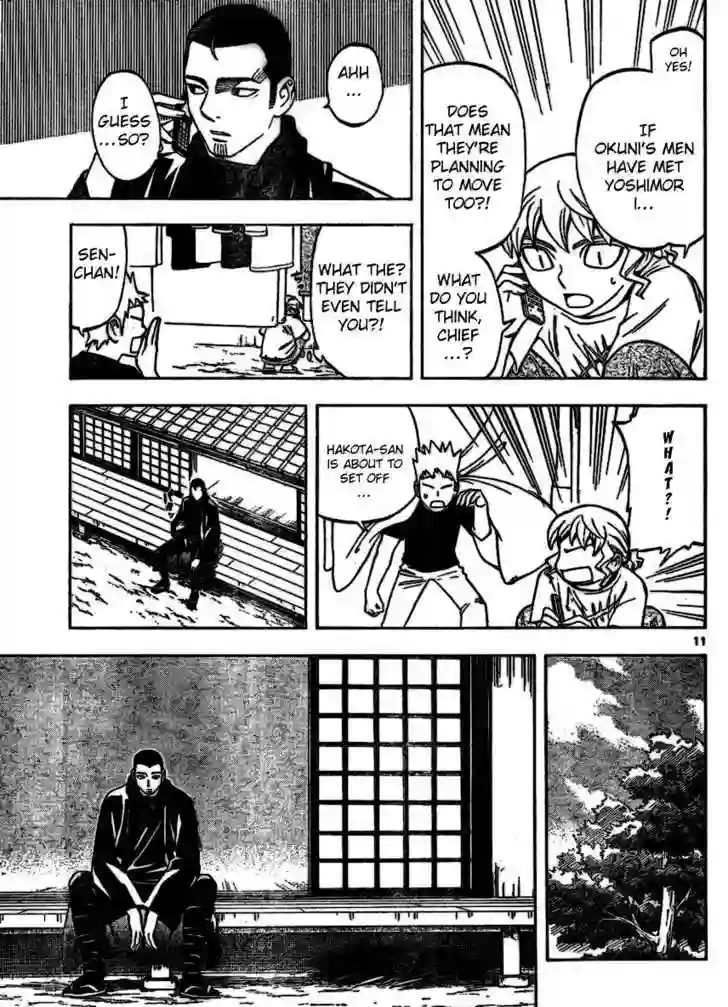 OH
YES!
IF
OKUNI'S MEN
HAVE MET
YOSHIMOR
I...
DOES
THAT MEAN
THEY'RE
PLANNING
TO MOVE
TOO?!
WHAT
DO YOU
THINK,
CHIEF
...?
AHH
...
I
GUESS
...SO?
WHAT THE?
THEY DIDN'T
EVEN TELL
YOU?!
SEN-
CHAN!
WHAT?!
HAKOTA-SAN
IS ABOUT TO
SET OFF
...
11